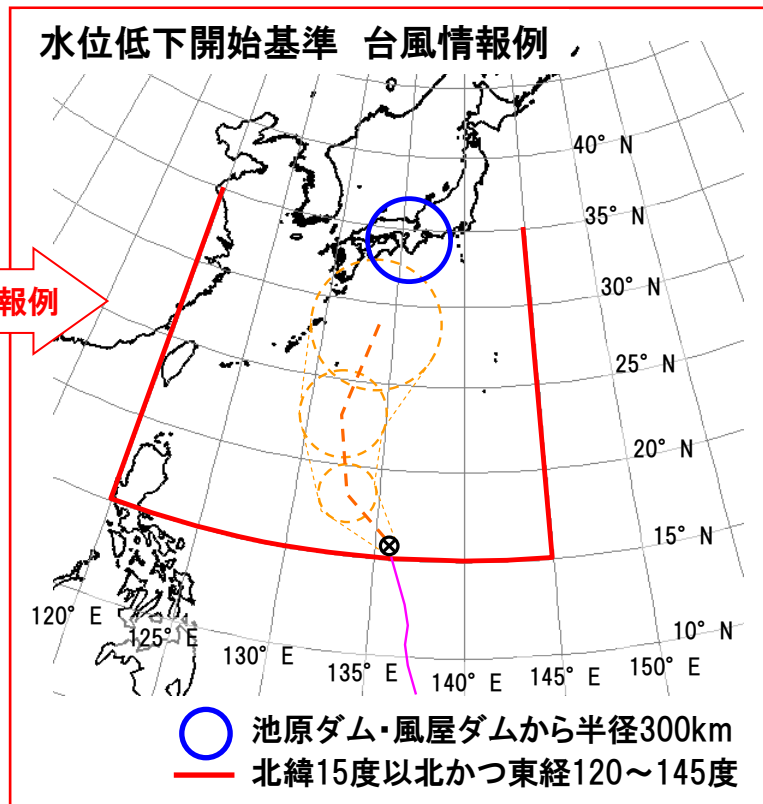 水位低下開始基準 台風情報例
40° N
35° N
報例
30° N
25° N
20° N
15° N
120° E
125° E
130° E
135° E
140° E
145° E
150° E
10° N
池原ダム・風屋ダムから半径300km
北緯15度以北かつ東経120～145度